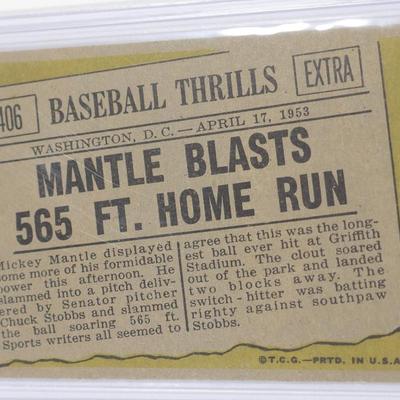 406 BASEBALL THRILLS EXTRA
WASHINGTON, D. C.—APRIL 17, 1953
MANTLE BLASTS
565 FT. HOME RUN
Mickey Mantle displayed
some more of his formidable
power this afternoon. He
slammed into a pitch deliv-
ered by Senator pitcher
Chuck Stobbs and slammed
the ball soaring 565 ft.
Sports writers all seemed to
agree that this was the long-
est ball ever hit at Griffith
Stadium. The clout soared
out of the park and landed
two blocks away. The
switch-hitter was batting
righty against southpaw
Stobbs.
©T.C.G.—PRTD. IN U.S.A